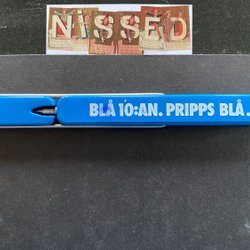 NiSSED
BLÅ 10:AN. PRIPPS BLÅ.